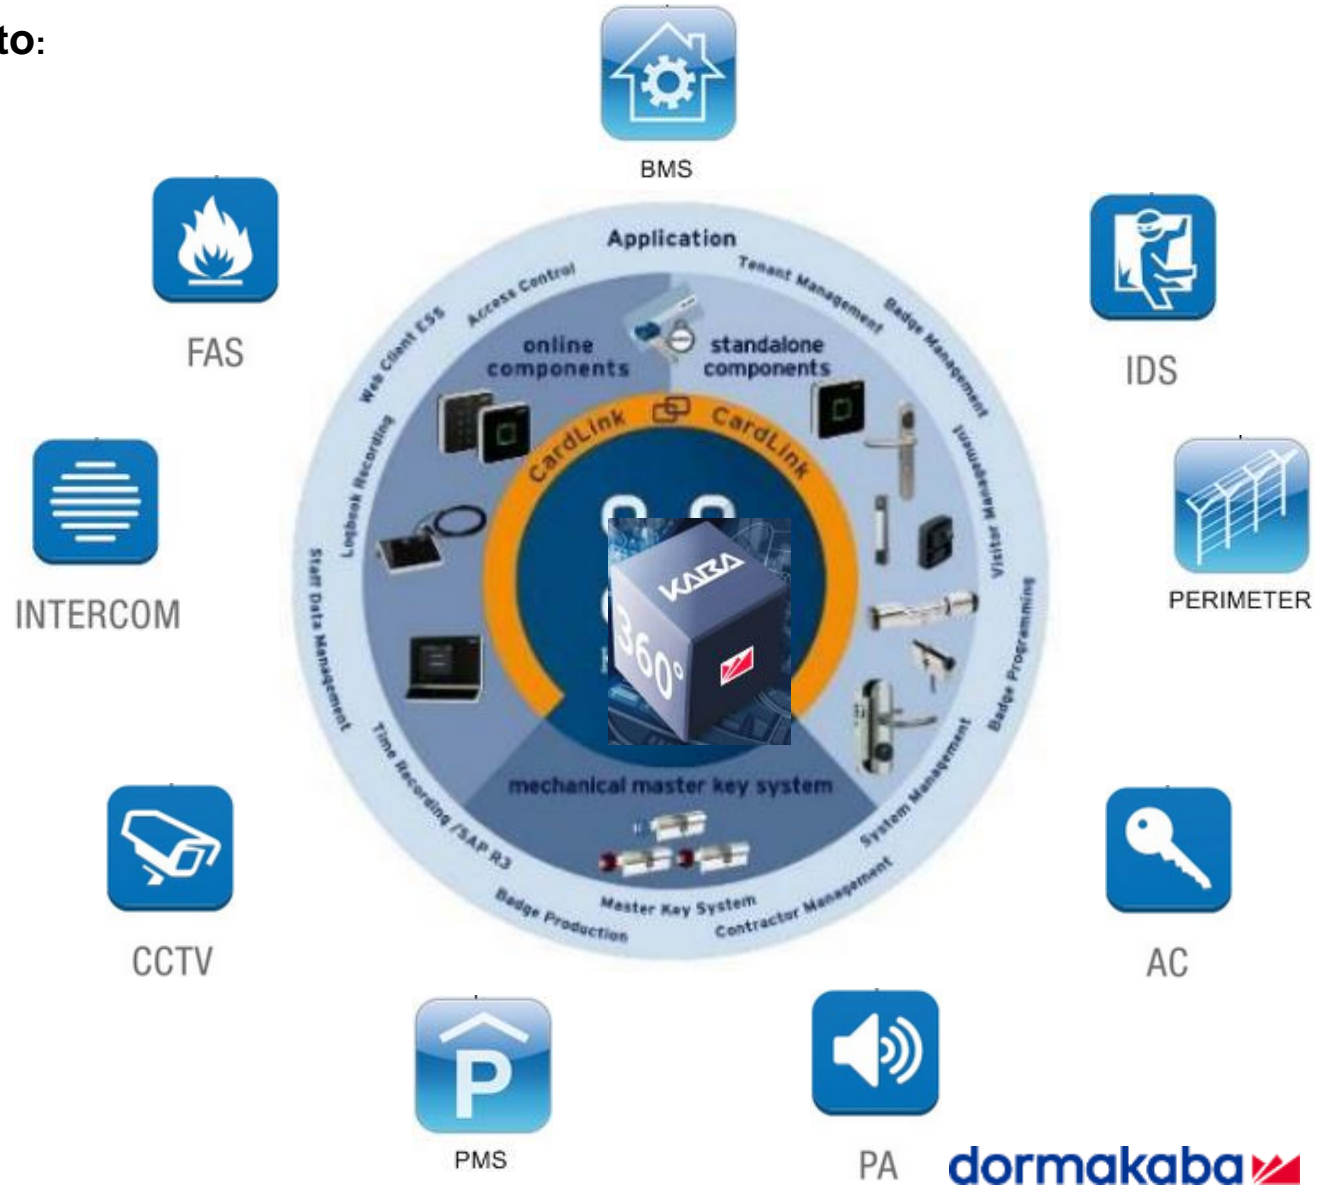 to:
BMS
FAS
IDS
INTERCOM
PERIMETER
CCTV
AC
PMS
PA
Application
Access Control
Tenant Management
Web Client ESS
Badge Management
Logbook Recording
Visitor Management
Staff Data Management
Badge Programming
Time Recording /SAP R3
System Management
Badge Production
Master Key System
Contractor Management
online
components
standalone
components
CardLink
CardLink
KABA
360°
mechanical master key system
dormakaba